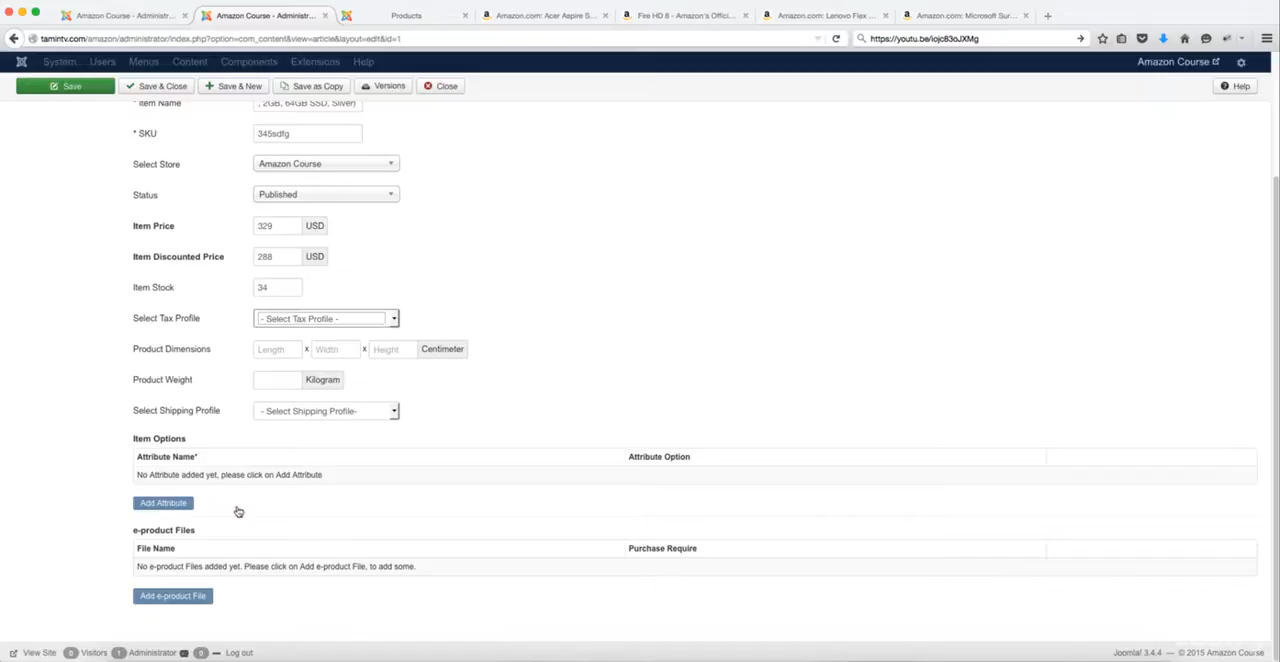 Amazon Course - Administr...
Amazon Course - Administr...
Products
Amazon.com: Acer Aspire S...
Fire HD 8 - Amazon's Offici...
Amazon.com: Lenovo Flex ...
Amazon.com: Microsoft Sur...
tamintv.com/amazon/administrator/index.php?option=com_content&view=article&layout=edit&id=1
https://youtu.be/iojc83oJXMg
System Users Menus Content Components Extensions Help
Amazon Course
Save Save & Close Save & New Save as Copy Versions Close Help
* Item Name , 2GB, 64GB SSD, Silver)
* SKU 345sdfg
Select Store Amazon Course
Status Published
Item Price 329 USD
Item Discounted Price 288 USD
Item Stock 34
Select Tax Profile - Select Tax Profile -
Product Dimensions Length x Width x Height Centimeter
Product Weight Kilogram
Select Shipping Profile - Select Shipping Profile-
Item Options
Attribute Name* Attribute Option
No Attribute added yet, please click on Add Attribute
Add Attribute
e-product Files
File Name Purchase Require
No e-product Files added yet. Please click on Add e-product File, to add some.
Add e-product File
View Site 0 Visitors 1 Administrator 0 Log out
Joomla! 3.4.4 — © 2015 Amazon Course